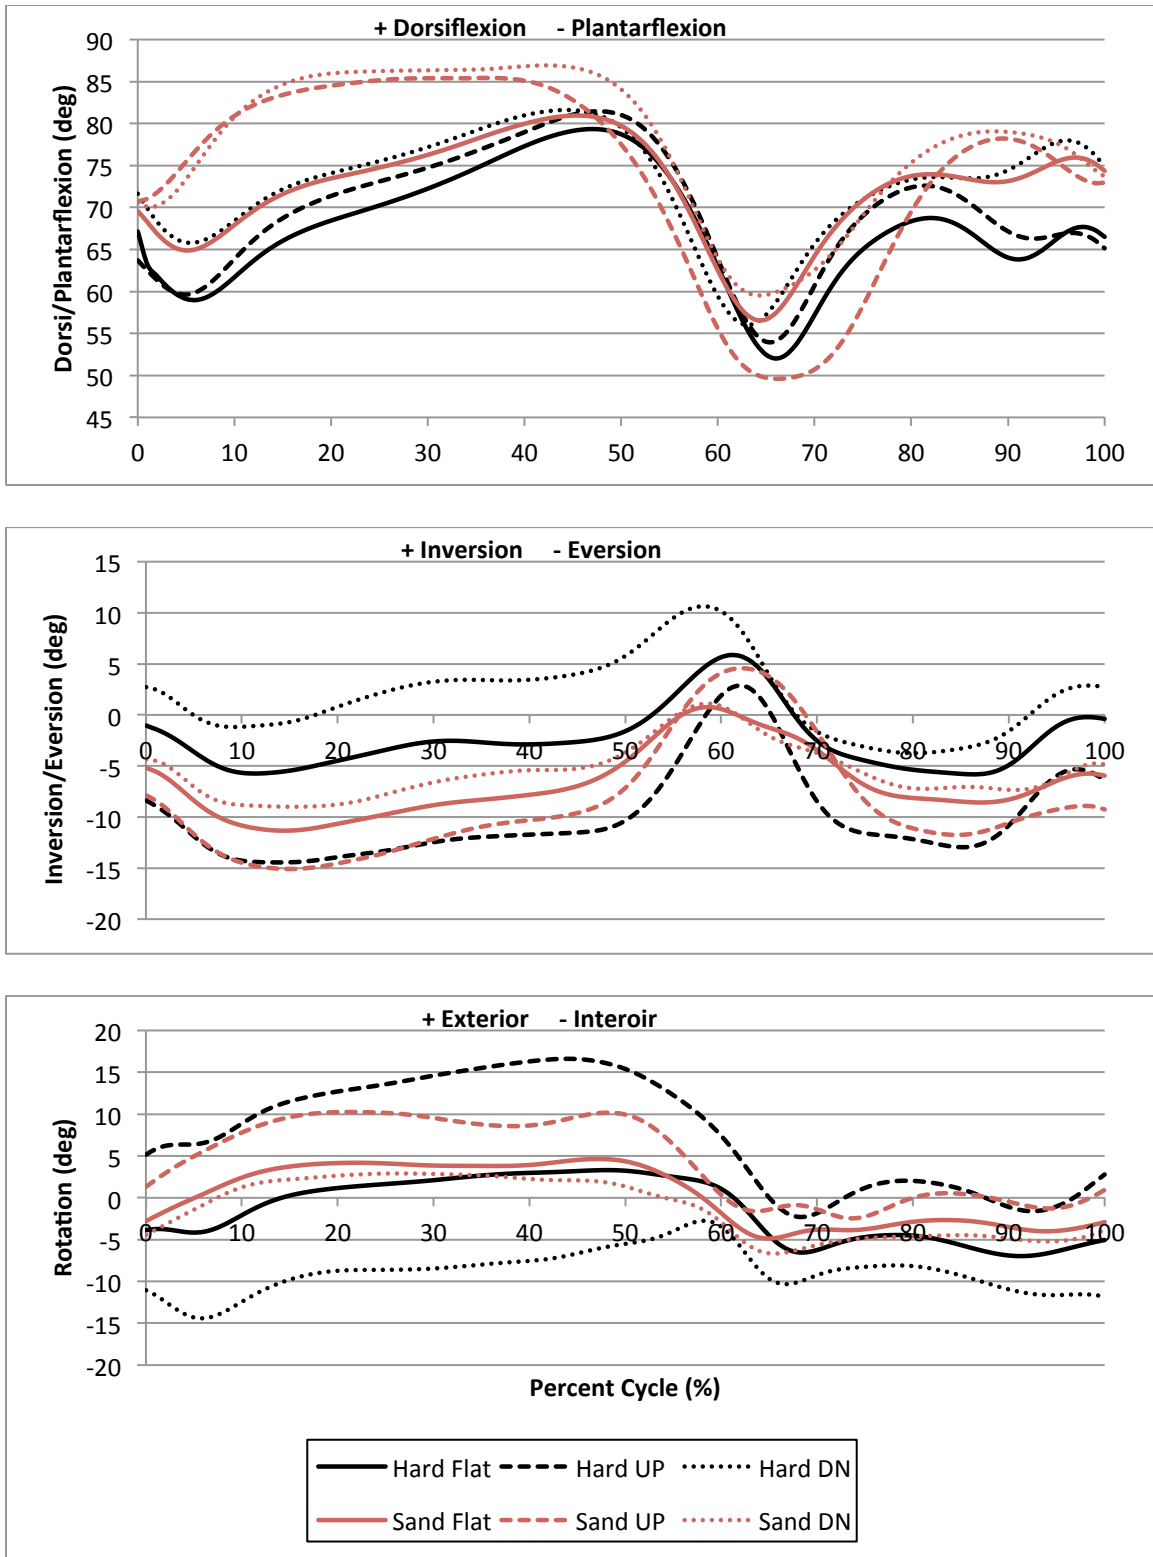 + Dorsiflexion - Plantarflexion
Dorsi/Plantarflexion (deg)
90
85
80
75
70
65
60
55
50
45
0 10 20 30 40 50 60 70 80 90 100
+ Inversion - Eversion
Inversion/Eversion (deg)
15
10
5
0
-5
-10
-15
-20
0 10 20 30 40 50 60 70 80 90 100
+ Exterior - Interoir
Rotation (deg)
20
15
10
5
0
-5
-10
-15
-20
0 10 20 30 40 50 60 70 80 90 100
Percent Cycle (%)
Hard Flat Hard UP Hard DN
Sand Flat Sand UP Sand DN